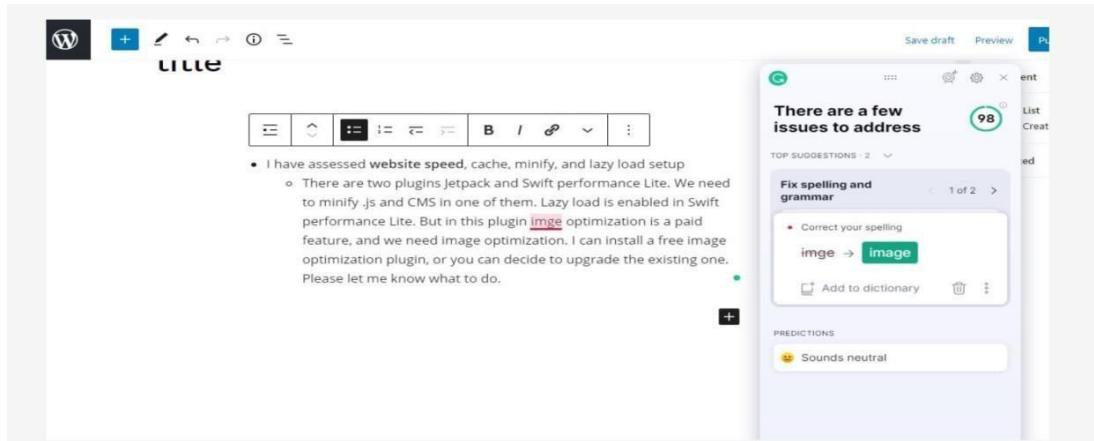 Save draft Preview Pu
title
I have assessed website speed, cache, minify, and lazy load setup
There are two plugins Jetpack and Swift performance Lite. We need
to minify .js and CMS in one of them. Lazy load is enabled in Swift
performance Lite. But in this plugin imge optimization is a paid
feature, and we need image optimization. I can install a free image
optimization plugin, or you can decide to upgrade the existing one.
Please let me know what to do.
B I
There are a few
issues to address
98
TOP SUGGESTIONS · 2
Fix spelling and
grammar
1 of 2
Correct your spelling
imge → image
Add to dictionary
PREDICTIONS
Sounds neutral
ent
List
Creat
ed